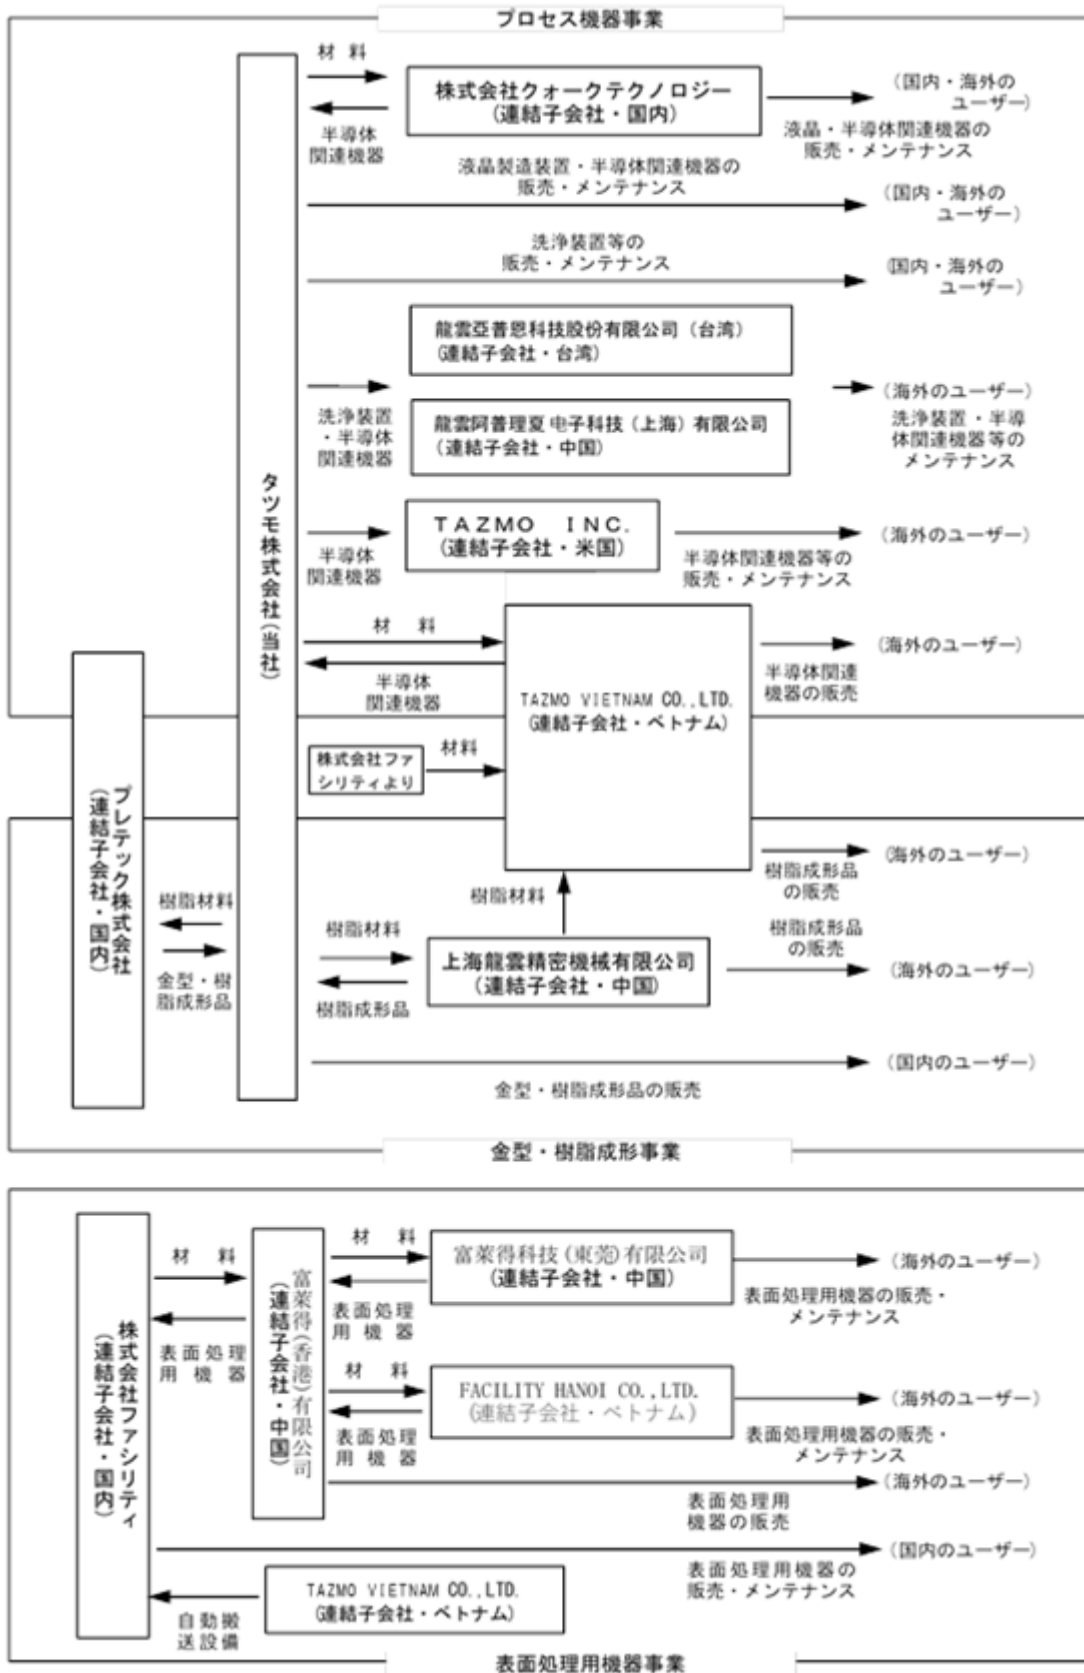 プロセス機器事業
材 料
株式会社クォークテクノロジー
(連結子会社・国内)
(国内・海外の
ユーザー)
半導体
関連機器
液晶・半導体関連機器の
販売・メンテナンス
液晶製造装置・半導体関連機器の
販売・メンテナンス
(国内・海外の
ユーザー)
洗浄装置等の
販売・メンテナンス
(国内・海外の
ユーザー)
龍雲亞普恩科技股份有限公司(台湾)
(連結子会社・台湾)
(海外のユーザー)
洗浄装置
・半導体
関連機器
龍雲阿普理夏电子科技(上海)有限公司
(連結子会社・中国)
洗浄装置・半導
体関連機器等の
メンテナンス
タツモ株式会社(当社)
TAZMO INC.
(連結子会社・米国)
(海外のユーザー)
半導体
関連機器
半導体関連機器等の
販売・メンテナンス
材 料
(海外のユーザー)
半導体
関連機器
半導体関連
機器の販売
TAZMO VIETNAM CO.,LTD.
(連結子会社・ベトナム)
株式会社ファ
シリティより
材料
プレテック株式会社
(連結子会社・国内)
(海外のユーザー)
樹脂成形品
の販売
樹脂材料
樹脂材料
金型・樹
脂成形品
樹脂材料
樹脂成形品
上海龍雲精密機械有限公司
(連結子会社・中国)
樹脂成形品
の販売
(海外のユーザー)
(国内のユーザー)
金型・樹脂成形品の販売
金型・樹脂成形事業
株式会社ファシリティ
(連結子会社・国内)
材 料
表面処理
用機器
富莱得(香港)有限公司
(連結子会社・中国)
材 料
富莱得科技(東莞)有限公司
(連結子会社・中国)
(海外のユーザー)
表面処理
用機器
表面処理用機器の販売・
メンテナンス
材 料
FACILITY HANOI CO.,LTD.
(連結子会社・ベトナム)
(海外のユーザー)
表面処理
用機器
表面処理用機器の販売・
メンテナンス
(海外のユーザー)
表面処理用
機器の販売
(国内のユーザー)
表面処理用機器の
販売・メンテナンス
TAZMO VIETNAM CO.,LTD.
(連結子会社・ベトナム)
自動搬
送設備
表面処理用機器事業